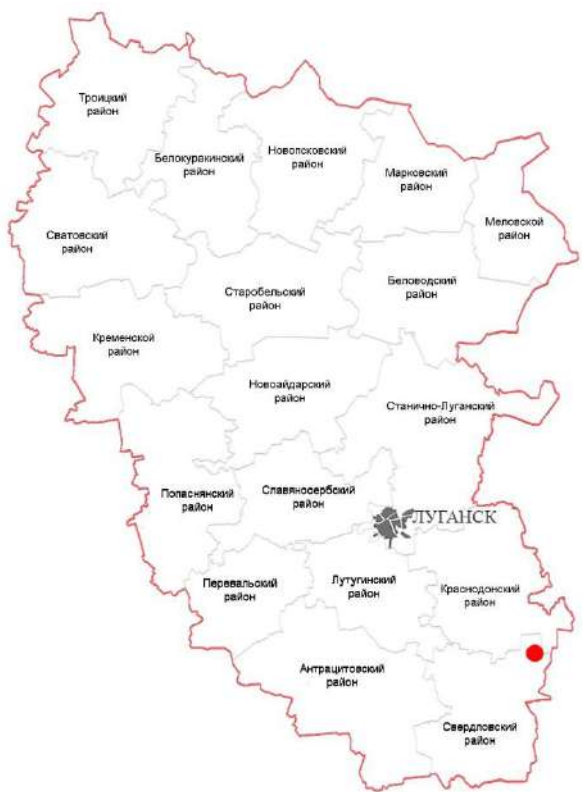 Троицкий
район
Белокуракинский
район
Новопсковский
район
Марковский
район
Меловской
район
Сватовский
район
Старобельский
район
Беловодский
район
Кременской
район
Новоайдарский
район
Станично-Луганский
район
Попаснянский
район
Славяносербский
район
ЛУГАНСК
Перевальский
район
Лутугинский
район
Краснодонский
район
Антрацитовский
район
Свердловский
район